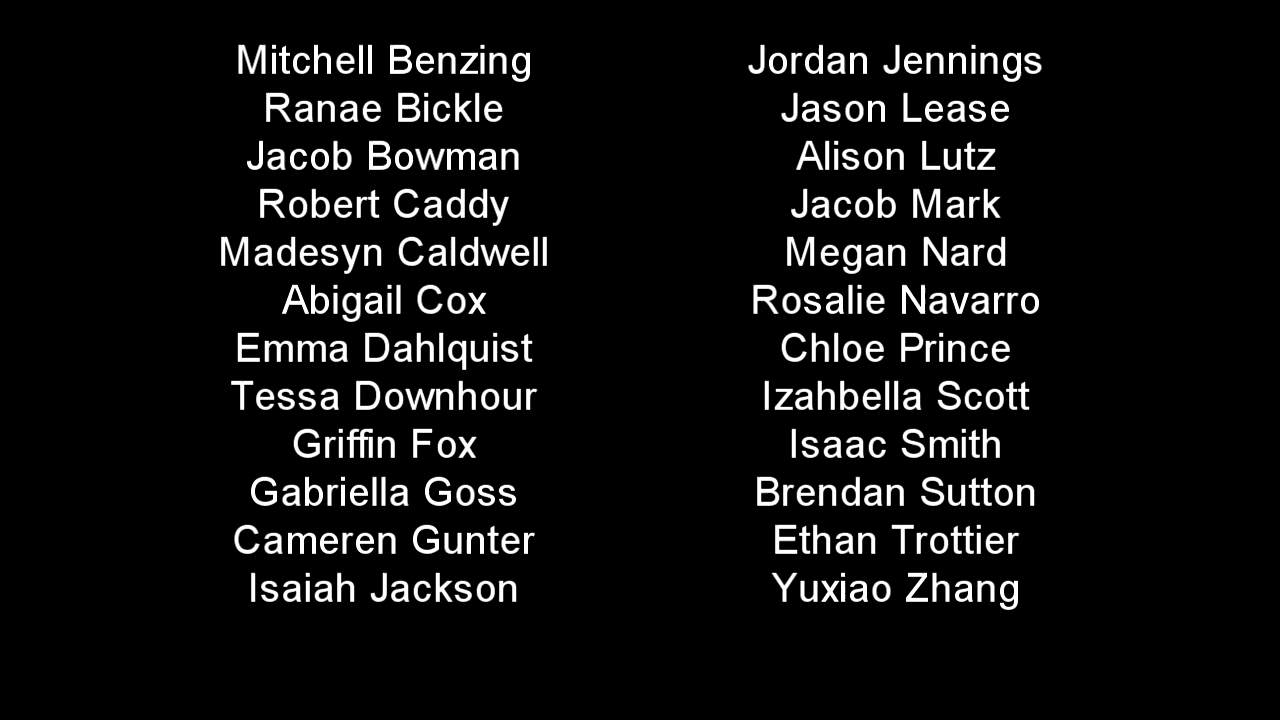 Mitchell Benzing
Ranae Bickle
Jacob Bowman
Robert Caddy
Madesyn Caldwell
Abigail Cox
Emma Dahlquist
Tessa Downhour
Griffin Fox
Gabriella Goss
Cameren Gunter
Isaiah Jackson
Jordan Jennings
Jason Lease
Alison Lutz
Jacob Mark
Megan Nard
Rosalie Navarro
Chloe Prince
Izahbella Scott
Isaac Smith
Brendan Sutton
Ethan Trottier
Yuxiao Zhang